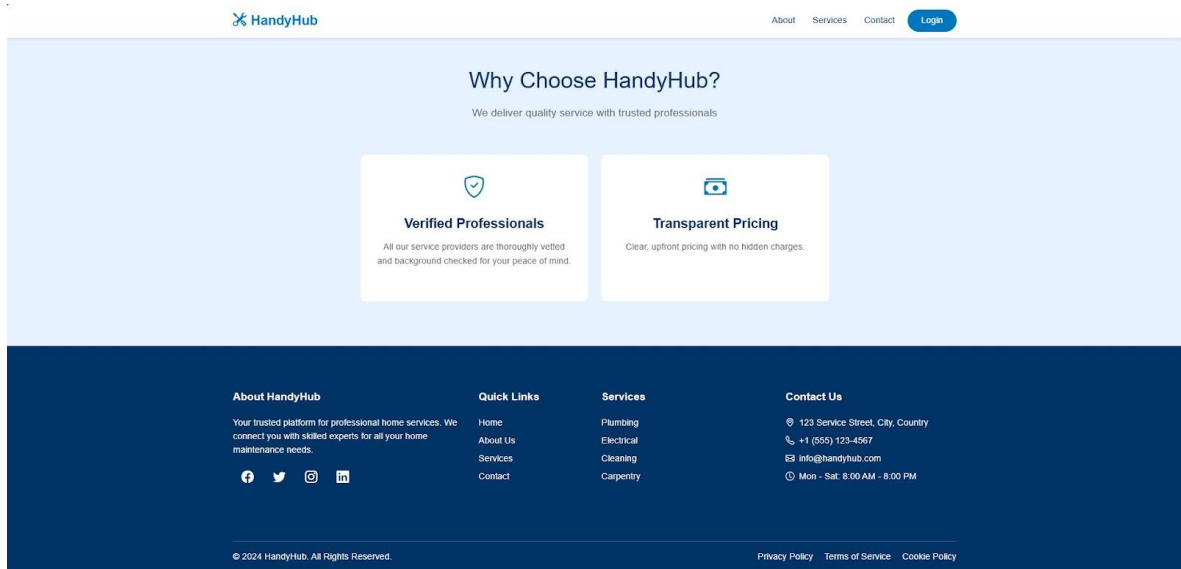 HandyHub
About Services Contact Login
Why Choose HandyHub?
We deliver quality service with trusted professionals
Verified Professionals
All our service providers are thoroughly vetted
and background checked for your peace of mind.
Transparent Pricing
Clear, upfront pricing with no hidden charges.
About HandyHub
Your trusted platform for professional home services. We
connect you with skilled experts for all your home
maintenance needs.
Quick Links
Home
About Us
Services
Contact
Services
Plumbing
Electrical
Cleaning
Carpentry
Contact Us
123 Service Street, City, Country
+1 (555) 123-4567
info@handyhub.com
Mon - Sat: 8:00 AM - 8:00 PM
© 2024 HandyHub. All Rights Reserved.
Privacy Policy Terms of Service Cookie Policy